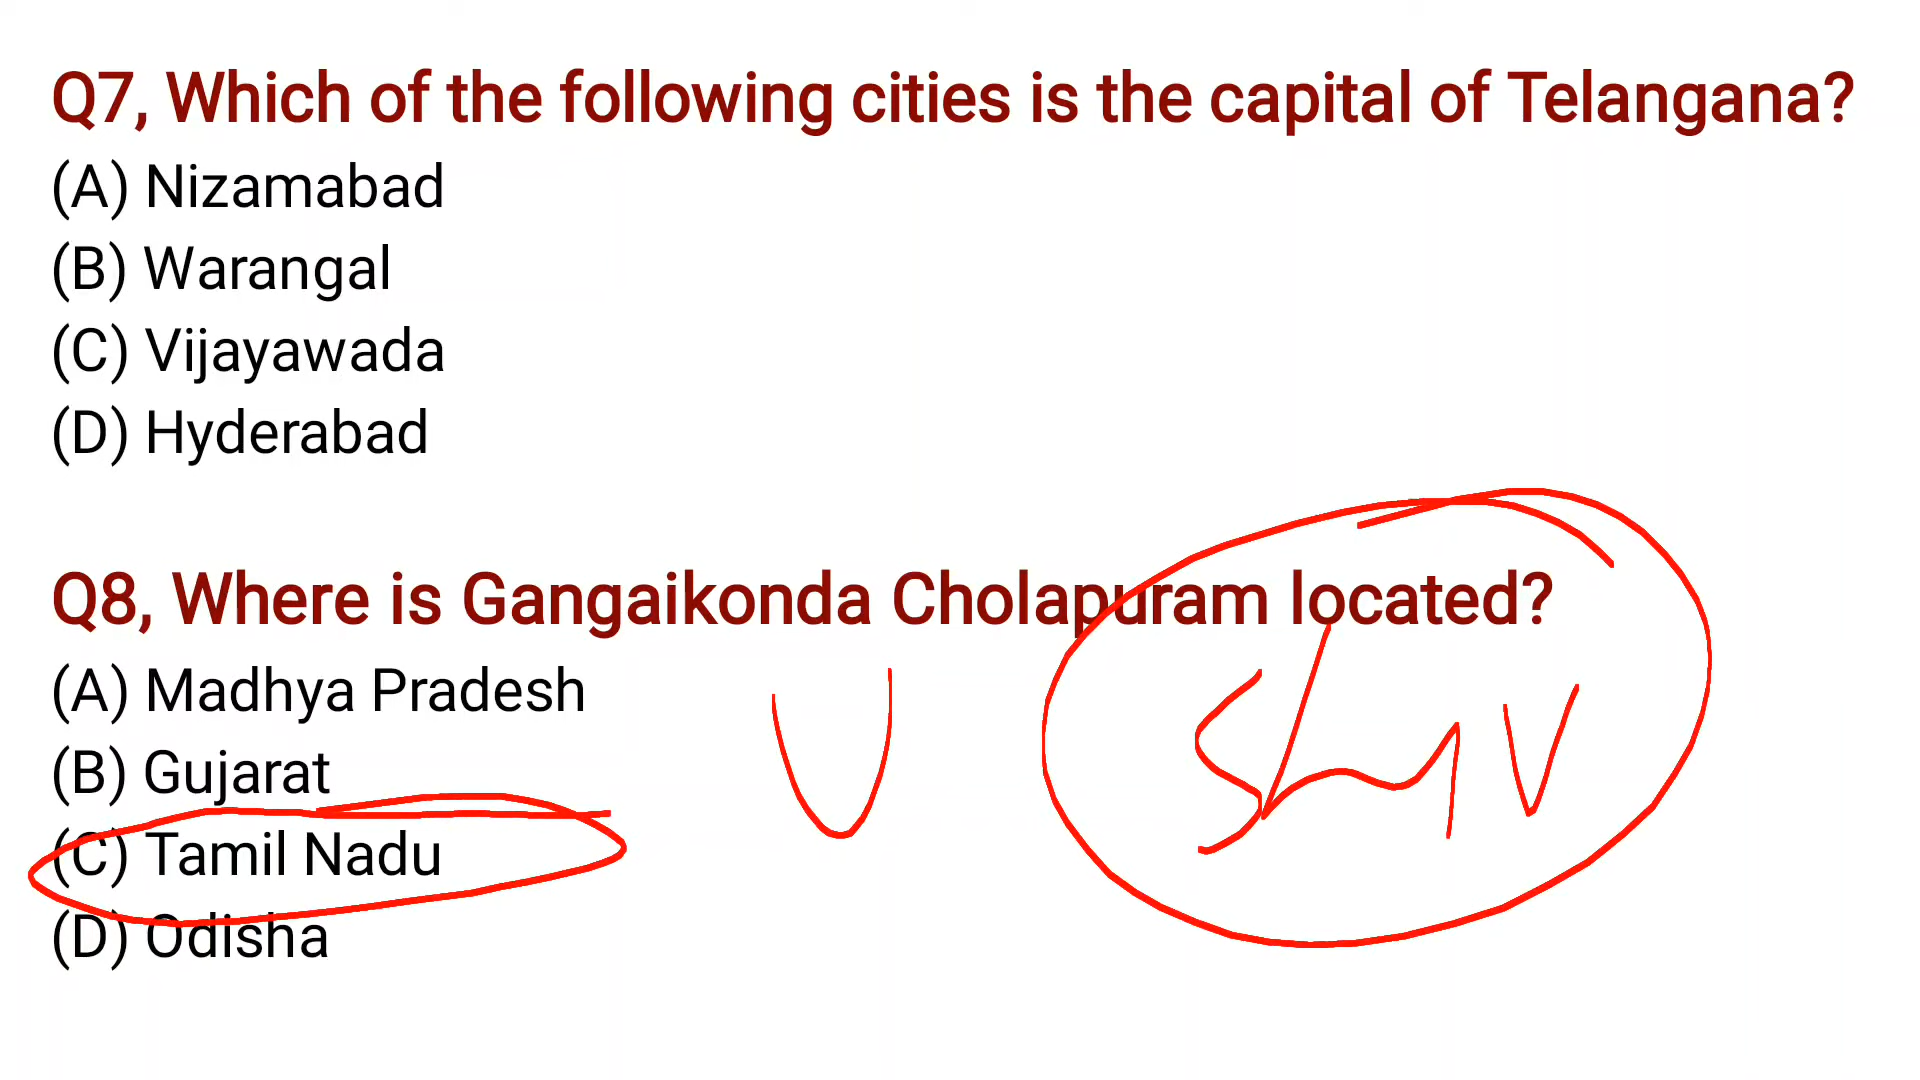 Q7, Which of the following cities is the capital of Telangana?
(A) Nizamabad
(B) Warangal
(C) Vijayawada
(D) Hyderabad
Q8, Where is Gangaikonda Cholapuram located?
(A) Madhya Pradesh
(B) Gujarat
(C) Tamil Nadu
(D) Odisha